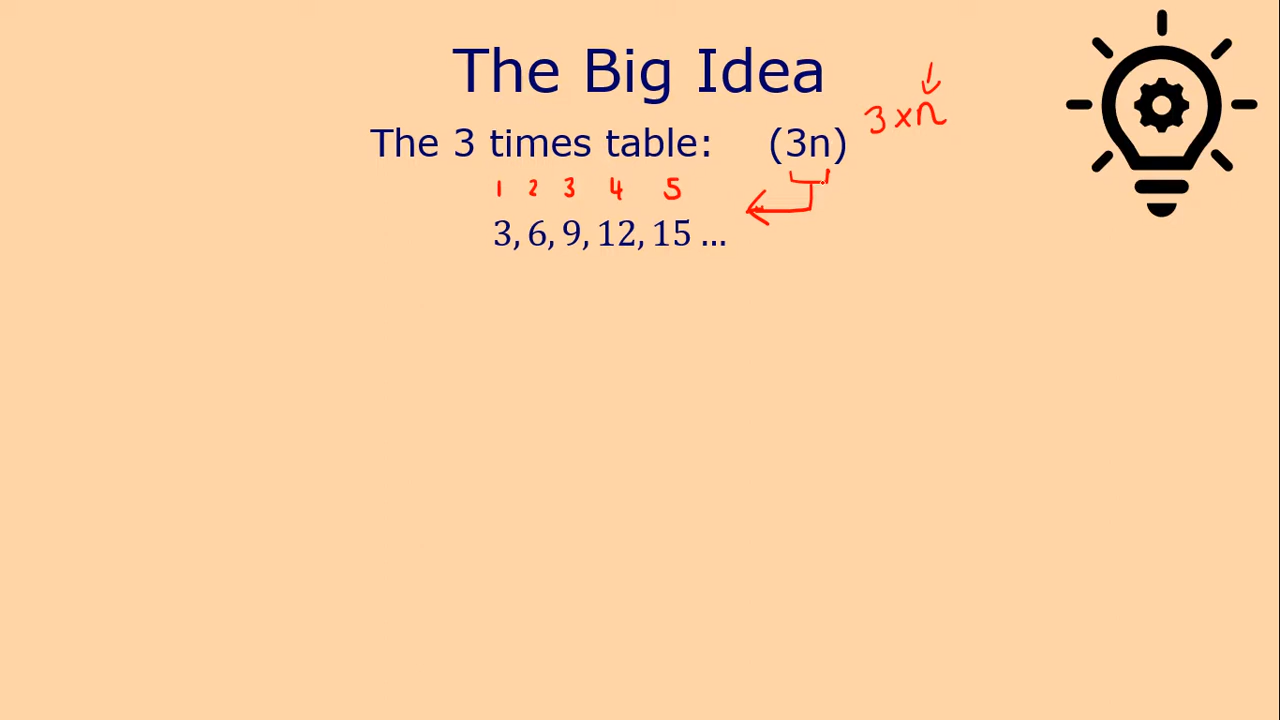 The Big Idea
The 3 times table: (3n) 3 × n
1 2 3 4 5
3, 6, 9, 12, 15 ...